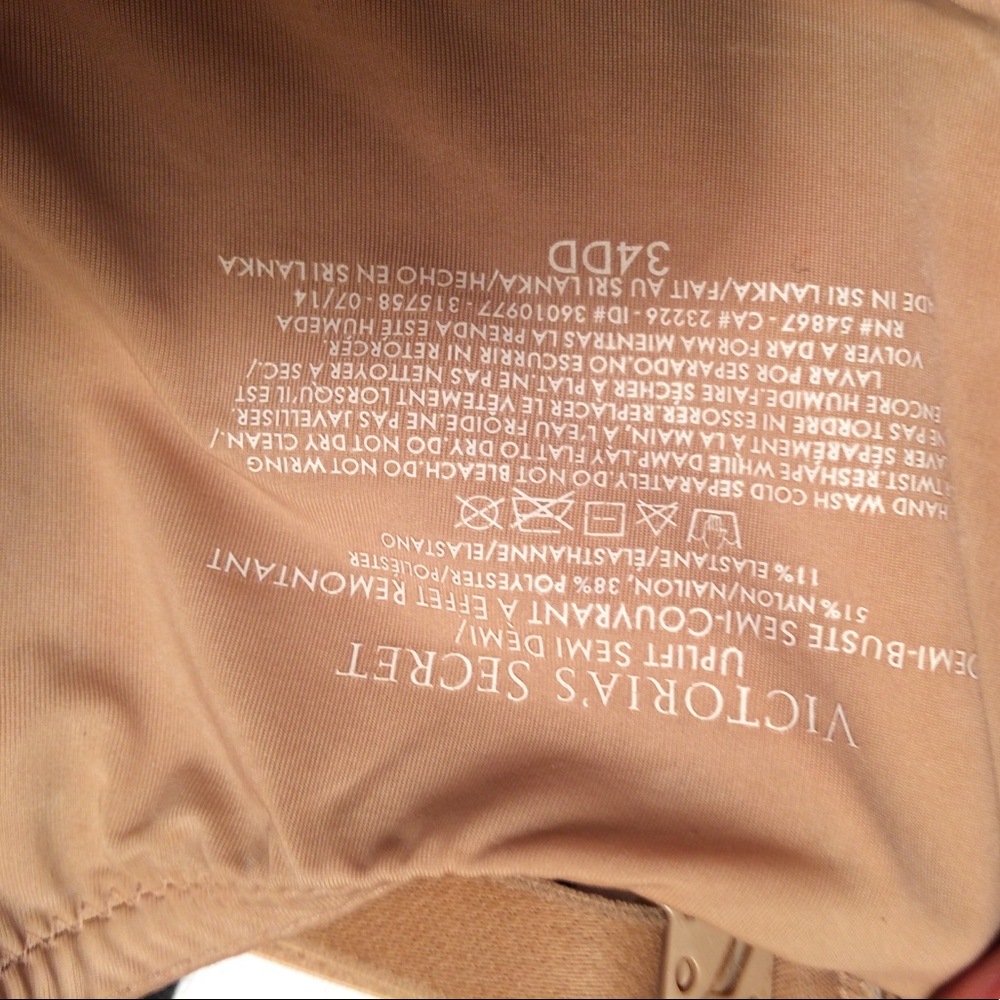 VICTORIA'S SECRET
UPLIFT SEMI DEMI/
DEMI-BUSTE SEMI-COUVRANT À EFFET REMONTANT
51% NYLON/NAILON, 38% POLYESTER/POLIÉSTER
11% ELASTANE/ÉLASTHANNE/ELASTANO
HAND WASH COLD SEPARATELY.DO NOT BLEACH.DO NOT WRING
/TWIST.RESHAPE WHILE DAMP.LAY FLAT TO DRY.DO NOT DRY CLEAN./
LAVER SÉPARÉMENT À LA MAIN, À L'EAU FROIDE.NE PAS JAVELLISER.
NE PAS TORDRE NI ESSORER.REPLACER LE VÊTEMENT LORSQU'IL EST
ENCORE HUMIDE.FAIRE SÉCHER À PLAT.NE PAS NETTOYER À SEC./
LAVAR POR SEPARADO.NO ESCURRIR NI RETORCER.
VOLVER A DAR FORMA MIENTRAS LA PRENDA ESTÉ HÚMEDA
RN# 54867 - CA# 23226 - ID# 36010977 - 315758 - 07/14
ADE IN SRI LANKA/FAIT AU SRI LANKA/HECHO EN SRI LANKA
34DD